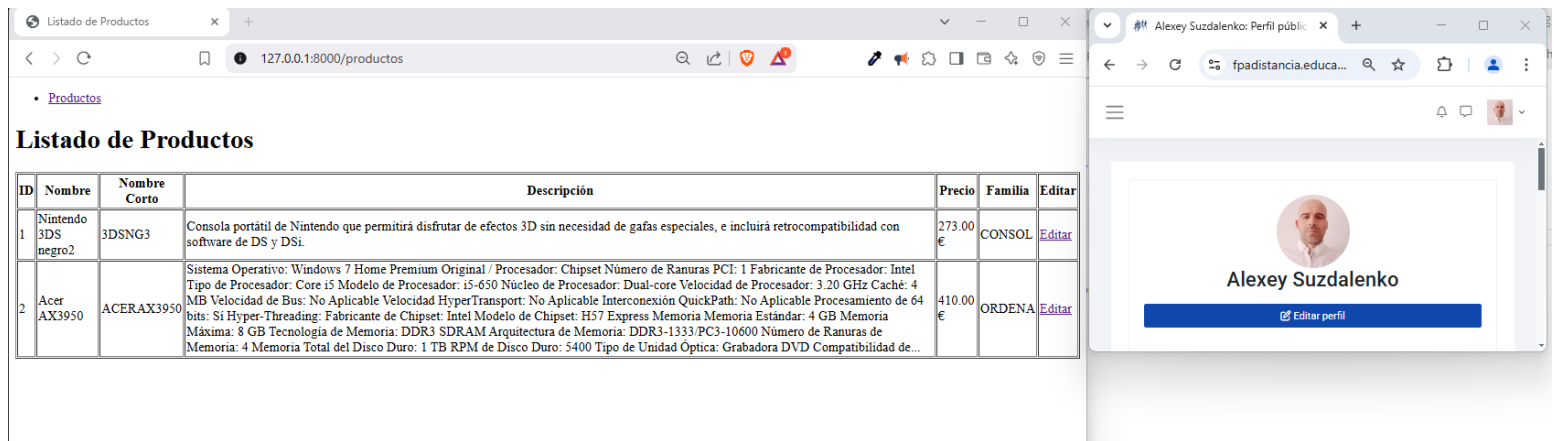 Listado de Productos
127.0.0.1:8000/productos
1
Productos
Listado de Productos
ID Nombre Nombre Corto Descripción Precio Familia Editar
1 Nintendo 3DS negro2 3DSNG3 Consola portátil de Nintendo que permitirá disfrutar de efectos 3D sin necesidad de gafas especiales, e incluirá retrocompatibilidad con
software de DS y DSi. 273.00 € CONSOL Editar
2 Acer AX3950 ACERAX3950 Sistema Operativo: Windows 7 Home Premium Original / Procesador: Chipset Número de Ranuras PCI: 1 Fabricante de Procesador: Intel
Tipo de Procesador: Core i5 Modelo de Procesador: i5-650 Núcleo de Procesador: Dual-core Velocidad de Procesador: 3.20 GHz Caché: 4
MB Velocidad de Bus: No Aplicable Velocidad HyperTransport: No Aplicable Interconexión QuickPath: No Aplicable Procesamiento de 64
bits: Si Hyper-Threading: Fabricante de Chipset: Intel Modelo de Chipset: H57 Express Memoria Memoria Estándar: 4 GB Memoria
Máxima: 8 GB Tecnología de Memoria: DDR3 SDRAM Arquitectura de Memoria: DDR3-1333/PC3-10600 Número de Ranuras de
Memoria: 4 Memoria Total del Disco Duro: 1 TB RPM de Disco Duro: 5400 Tipo de Unidad Óptica: Grabadora DVD Compatibilidad de... 410.00 € ORDENA Editar
Alexey Suzdalenko: Perfil públic
fpadistancia.educa...
Alexey Suzdalenko
Editar perfil